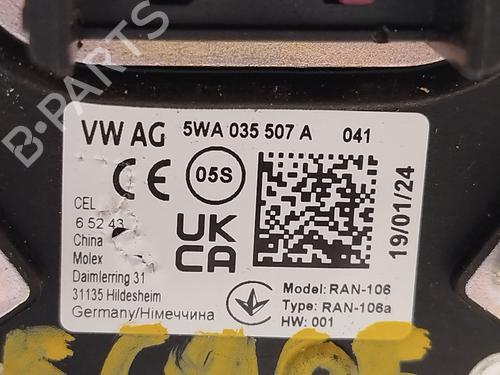 B-PARTS
VW AG 5WA 035 507 A 041
CE 05S
19/01/24
CEL
6 52 43
China
Molex
Daimlerring 31
31135 Hildesheim
Germany/Німеччина
UK
CA
Model: RAN-106
Type: RAN-106a
HW: 001